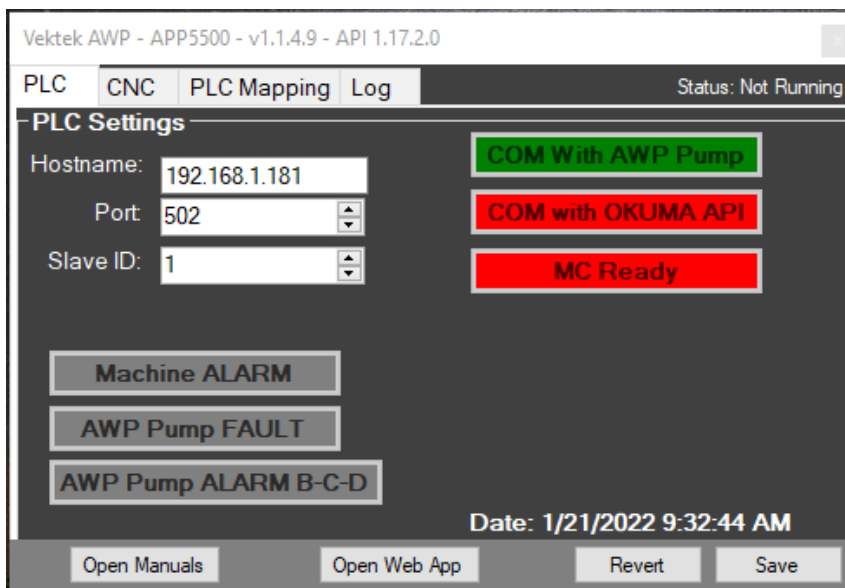 Vektek AWP - APP5500 - v1.1.4.9 - API 1.17.2.0
x
PLC CNC PLC Mapping Log Status: Not Running
PLC Settings
Hostname: 192.168.1.181
Port 502
Slave ID: 1
COM With AWP Pump
COM with OKUMA API
MC Ready
Machine ALARM
AWP Pump FAULT
AWP Pump ALARM B-C-D
Date: 1/21/2022 9:32:44 AM
Open Manuals Open Web App Revert Save